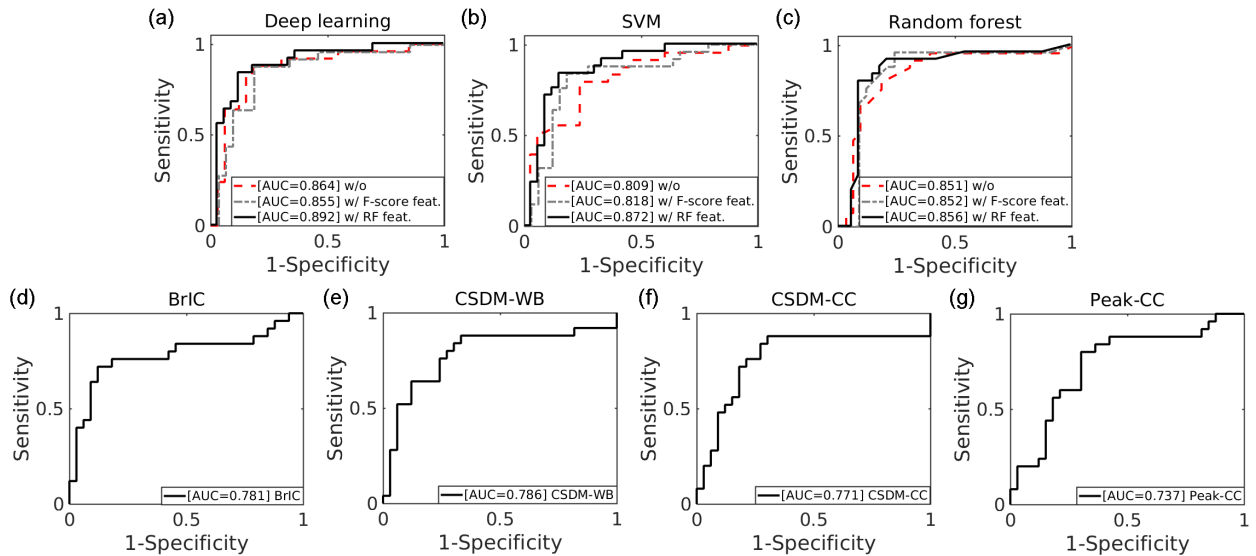 (a) Deep learning
Sensitivity
1
0.5
0
[AUC=0.864] w/o
[AUC=0.855] w/ F-score feat.
[AUC=0.892] w/ RF feat.
0 0.5 1
1-Specificity
(b) SVM
Sensitivity
1
0.5
0
[AUC=0.809] w/o
[AUC=0.818] w/ F-score feat.
[AUC=0.872] w/ RF feat.
0 0.5 1
1-Specificity
(c) Random forest
Sensitivity
1
0.5
0
[AUC=0.851] w/o
[AUC=0.852] w/ F-score feat.
[AUC=0.856] w/ RF feat.
0 0.5 1
1-Specificity
(d) BrIC
Sensitivity
1
0.5
0
[AUC=0.781] BrIC
0 0.5 1
1-Specificity
(e) CSDM-WB
Sensitivity
1
0.5
0
[AUC=0.786] CSDM-WB
0 0.5 1
1-Specificity
(f) CSDM-CC
Sensitivity
1
0.5
0
[AUC=0.771] CSDM-CC
0 0.5 1
1-Specificity
(g) Peak-CC
Sensitivity
1
0.5
0
[AUC=0.737] Peak-CC
0 0.5 1
1-Specificity